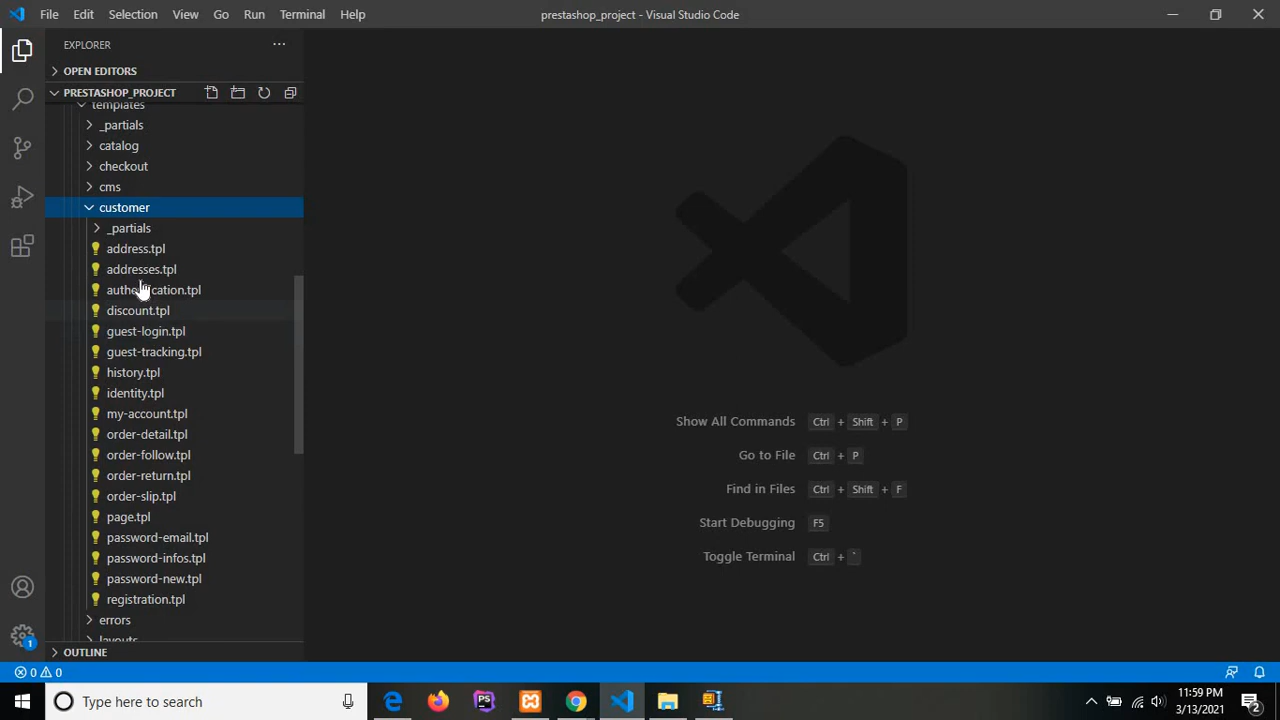 File Edit Selection View Go Run Terminal Help
prestashop_project - Visual Studio Code
EXPLORER
OPEN EDITORS
PRESTASHOP_PROJECT
templates
_partials
catalog
checkout
cms
customer
_partials
address.tpl
addresses.tpl
authentication.tpl
discount.tpl
guest-login.tpl
guest-tracking.tpl
history.tpl
identity.tpl
my-account.tpl
order-detail.tpl
order-follow.tpl
order-return.tpl
order-slip.tpl
page.tpl
password-email.tpl
password-infos.tpl
password-new.tpl
registration.tpl
errors
layouts
OUTLINE
Show All Commands Ctrl + Shift + P
Go to File Ctrl + P
Find in Files Ctrl + Shift + F
Start Debugging F5
Toggle Terminal Ctrl + `
1
0 0
Type here to search
PS
11:59 PM
3/13/2021
2